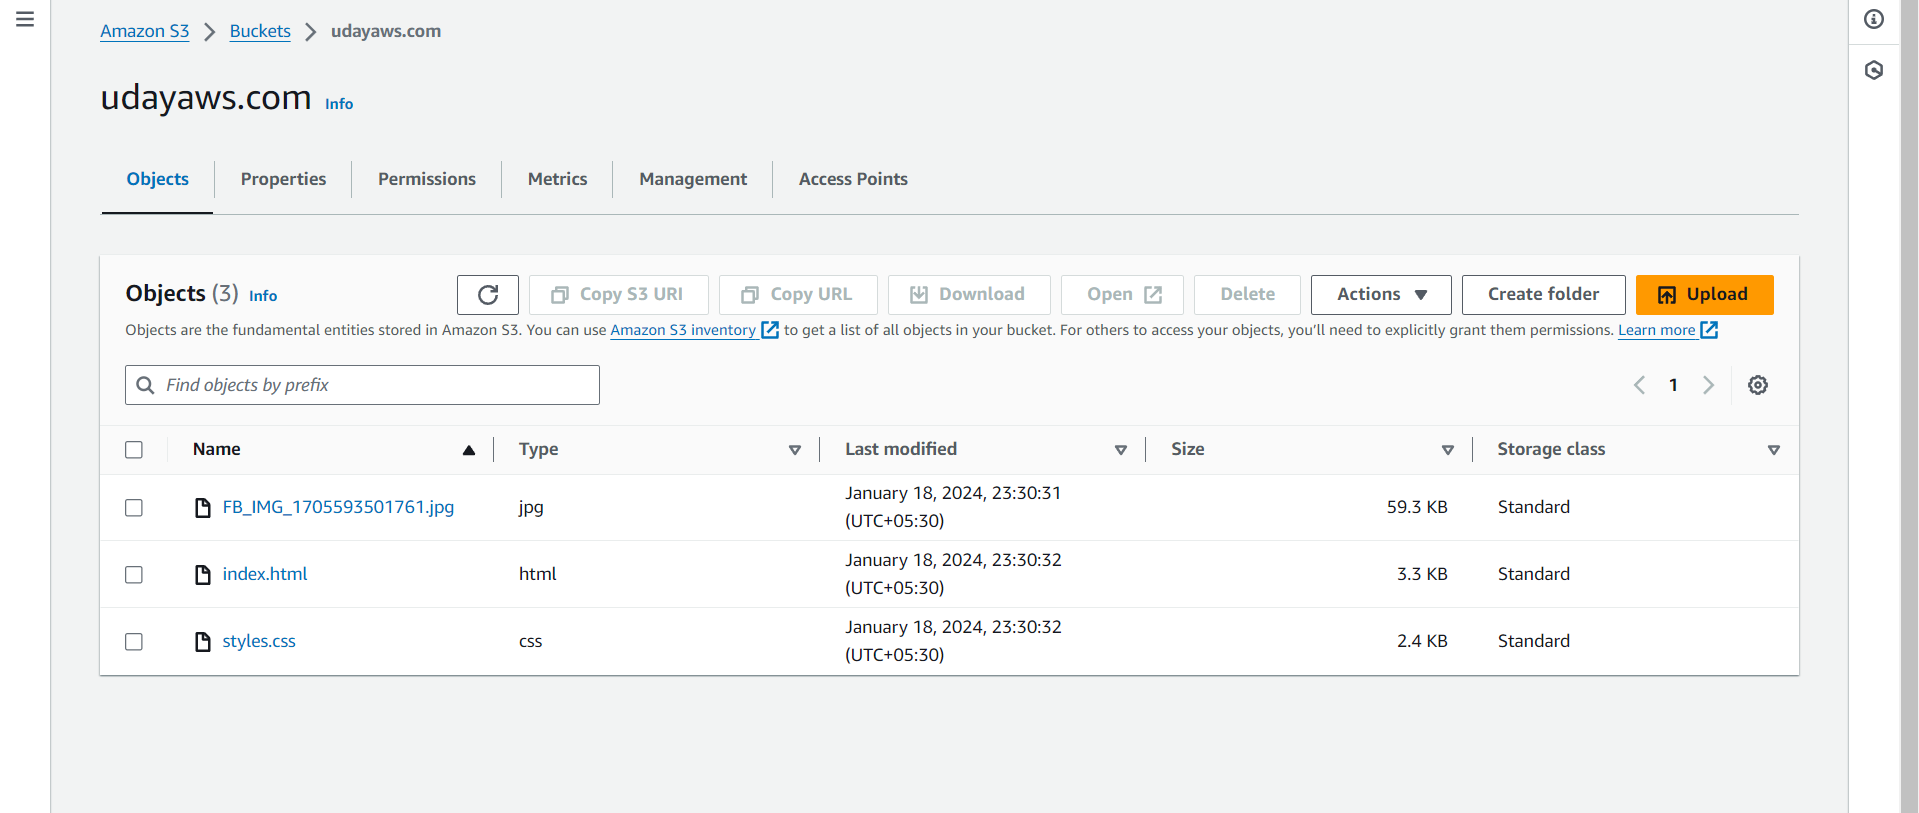 Amazon S3 > Buckets > udayaws.com
udayaws.com Info
Objects Properties Permissions Metrics Management Access Points
Objects (3) Info Copy S3 URI Copy URL Download Open Delete Actions Create folder Upload
Objects are the fundamental entities stored in Amazon S3. You can use Amazon S3 inventory to get a list of all objects in your bucket. For others to access your objects, you'll need to explicitly grant them permissions. Learn more
Find objects by prefix 1
Name Type Last modified Size Storage class
FB_IMG_1705593501761.jpg jpg January 18, 2024, 23:30:31 59.3 KB Standard
(UTC+05:30)
index.html html January 18, 2024, 23:30:32 3.3 KB Standard
(UTC+05:30)
styles.css css January 18, 2024, 23:30:32 2.4 KB Standard
(UTC+05:30)